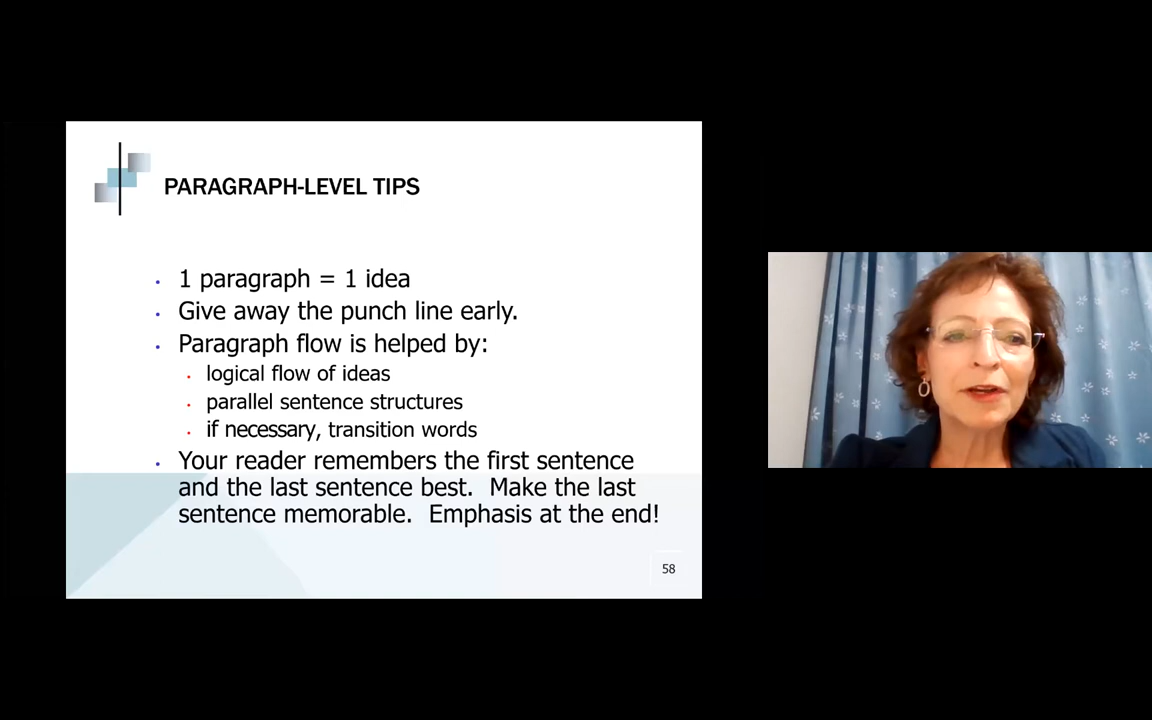 PARAGRAPH-LEVEL TIPS
• 1 paragraph = 1 idea
• Give away the punch line early.
• Paragraph flow is helped by:
• logical flow of ideas
• parallel sentence structures
• if necessary, transition words
• Your reader remembers the first sentence
and the last sentence best.  Make the last
sentence memorable.  Emphasis at the end!
58